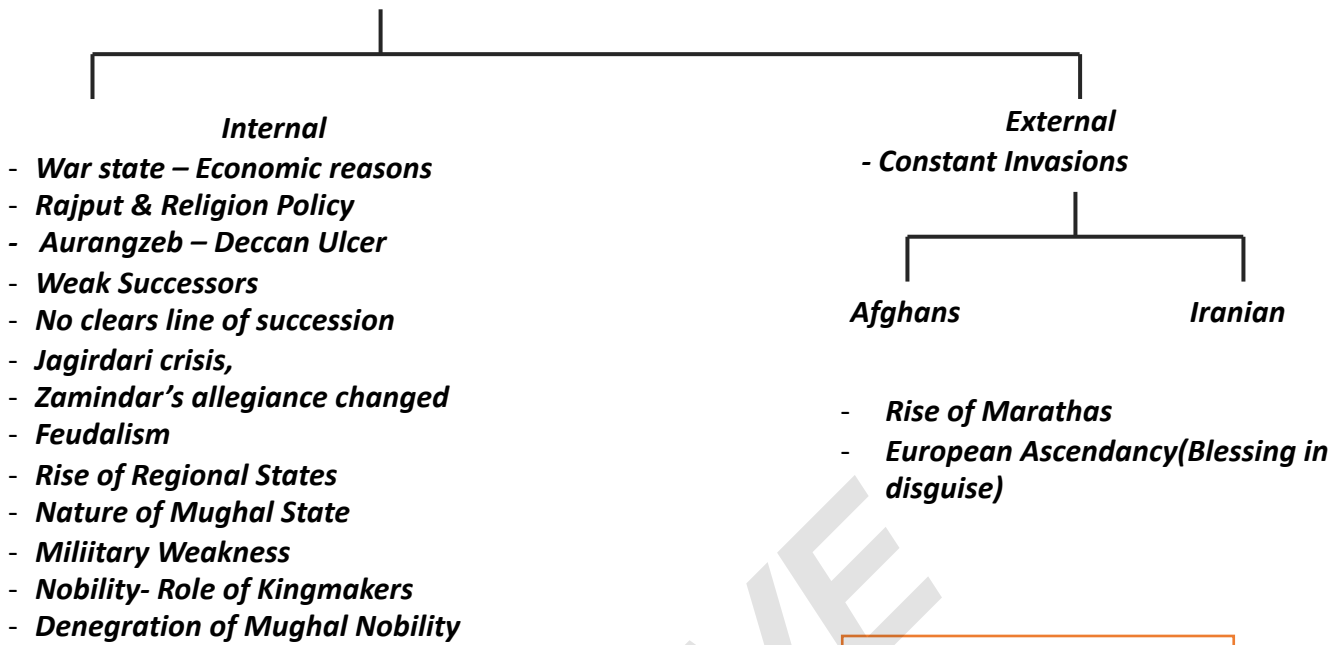 Internal
- War state – Economic reasons
- Rajput & Religion Policy
- Aurangzeb – Deccan Ulcer
- Weak Successors
- No clears line of succession
- Jagirdari crisis,
- Zamindar's allegiance changed
- Feudalism
- Rise of Regional States
- Nature of Mughal State
- Miliitary Weakness
- Nobility- Role of Kingmakers
- Denegration of Mughal Nobility
External
- Constant Invasions
Afghans
Iranian
- Rise of Marathas
- European Ascendancy(Blessing in
disguise)